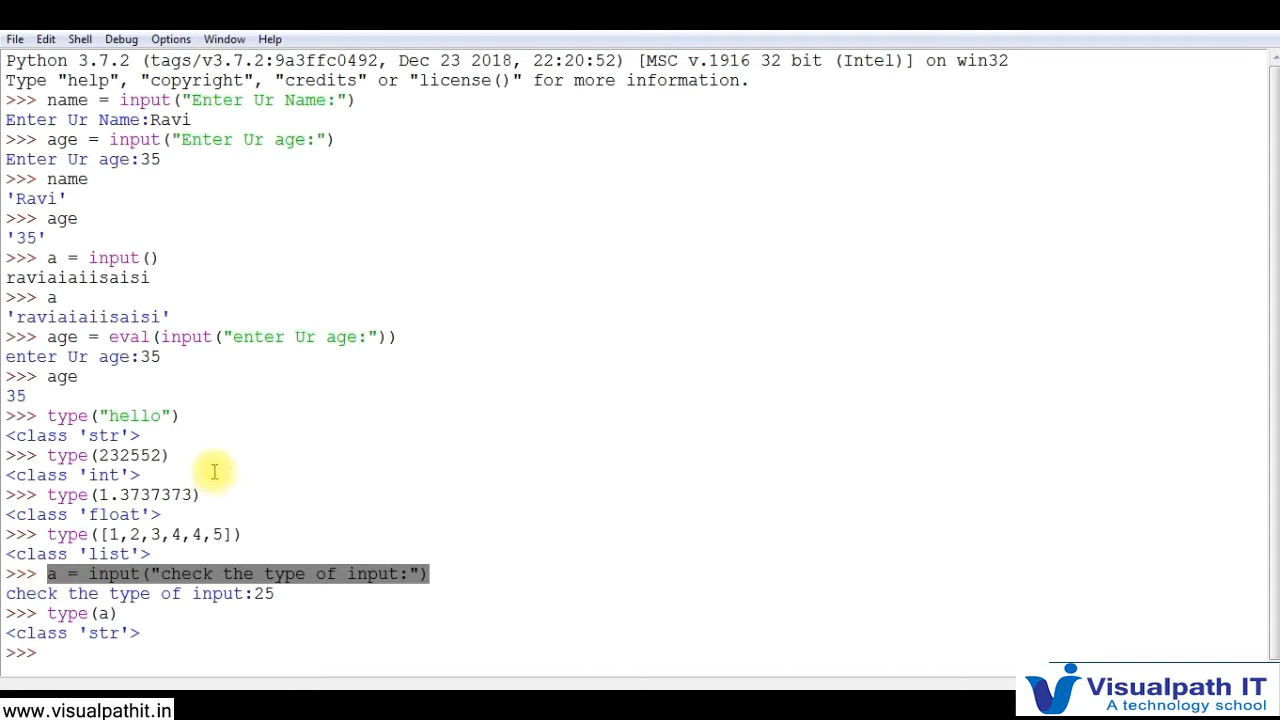 File Edit Shell Debug Options Window Help
Python 3.7.2 (tags/v3.7.2:9a3ffc0492, Dec 23 2018, 22:20:52) [MSC v.1916 32 bit (Intel)] on win32
Type "help", "copyright", "credits" or "license()" for more information.
>>> name = input("Enter Ur Name:")
Enter Ur Name:Ravi
>>> age = input("Enter Ur age:")
Enter Ur age:35
>>> name
'Ravi'
>>> age
'35'
>>> a = input()
raviaiaiisaisi
>>> a
'raviaiaiisaisi'
>>> age = eval(input("enter Ur age:"))
enter Ur age:35
>>> age
35
>>> type("hello")
<class 'str'>
>>> type(232552)
<class 'int'>
>>> type(1.3737373)
<class 'float'>
>>> type([1,2,3,4,4,5])
<class 'list'>
>>> a = input("check the type of input:")
check the type of input:25
>>> type(a)
<class 'str'>
>>>
Visualpath IT
A technology school
www.visualpathit.in